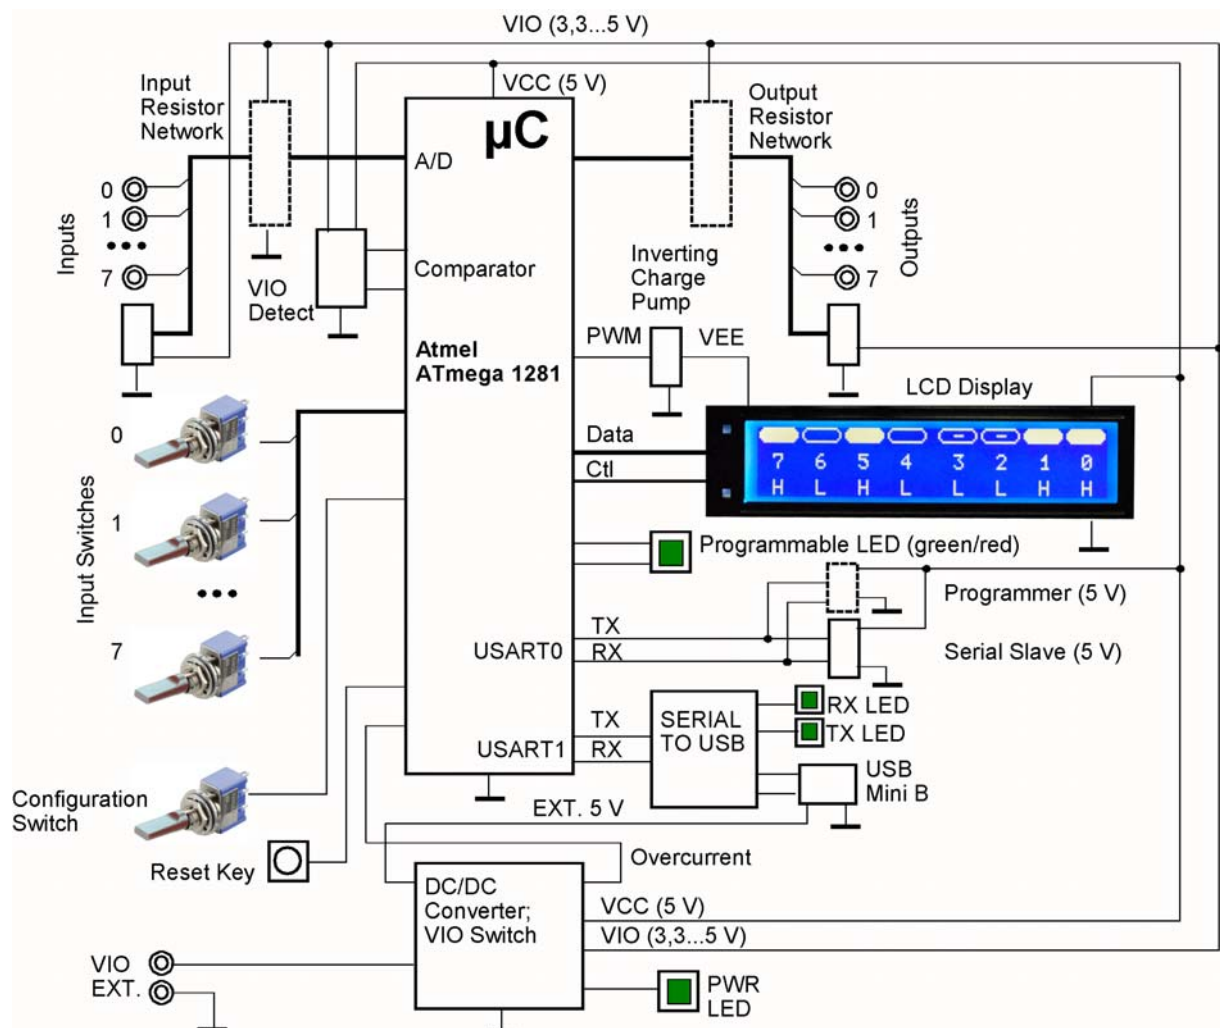 VIO (3,3...5 V)
VCC (5 V)
Input
Resistor
Network
Output
Resistor
Network
µC
A/D
Inputs
0
1
7
Outputs
0
1
7
VIO
Detect
Comparator
Inverting
Charge
Pump
PWM
VEE
Atmel
ATmega 1281
LCD Display
Data
Ctl
7 6 5 4 3 2 1 0
H L H L L L H H
Input Switches
0
1
7
Programmable LED (green/red)
Programmer (5 V)
TX
USART0
RX
Serial Slave (5 V)
TX
USART1
RX
SERIAL
TO USB
RX LED
TX LED
USB
Mini B
Configuration
Switch
EXT. 5 V
Reset Key
Overcurrent
DC/DC
Converter;
VIO Switch
VCC (5 V)
VIO (3,3...5 V)
VIO
EXT.
PWR
LED